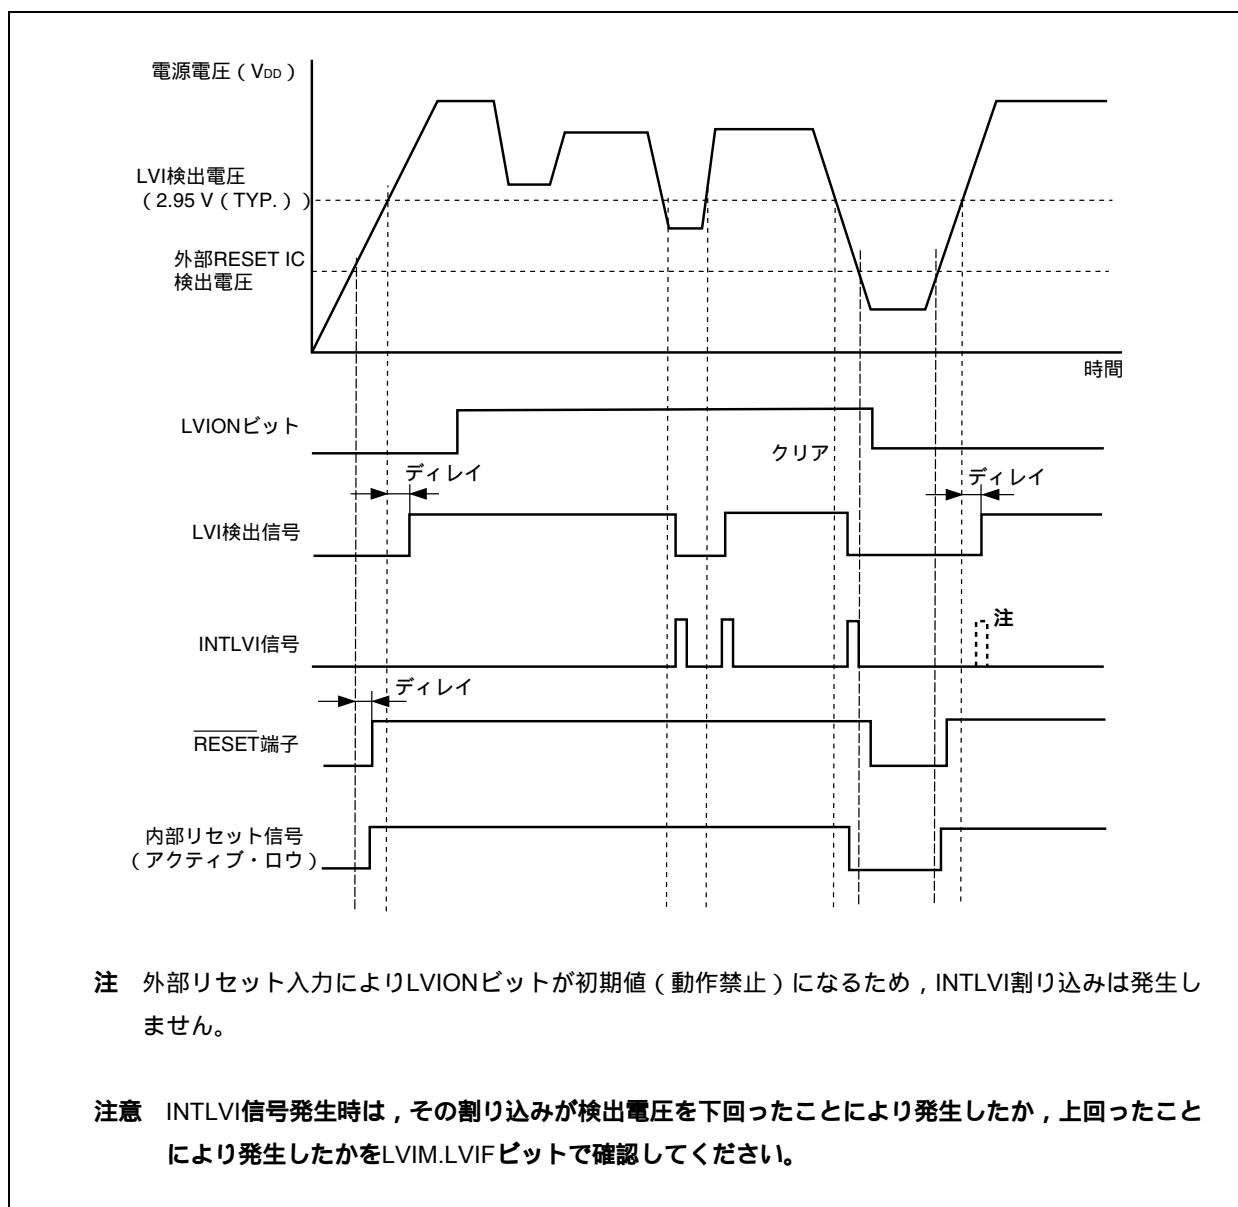 電源電圧（VDD）
LVI検出電圧
（2.95 V（TYP.））
外部RESET IC
検出電圧
時間
LVIONビット
クリア
ディレイ
ディレイ
LVI検出信号
INTLVI信号
注
ディレイ
RESET端子
内部リセット信号
（アクティブ・ロウ）
注　外部リセット入力によりLVIONビットが初期値（動作禁止）になるため，INTLVI割り込みは発生し
ません。
注意　INTLVI信号発生時は，その割り込みが検出電圧を下回ったことにより発生したか，上回ったこと
により発生したかをLVIM.LVIFビットで確認してください。